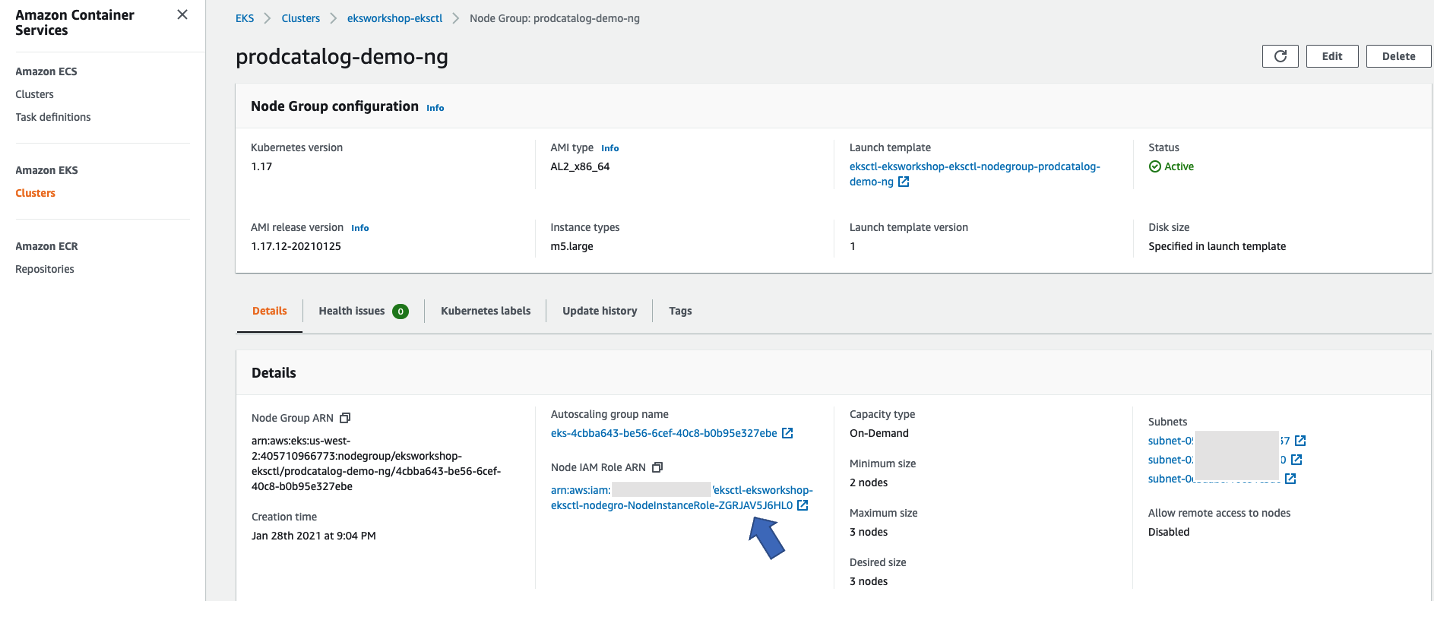 Amazon Container
Services
Amazon ECS
Clusters
Task definitions
Amazon EKS
Clusters
Amazon ECR
Repositories
EKS > Clusters > eksworkshop-eksctl > Node Group: prodcatalog-demo-ng
prodcatalog-demo-ng
Edit
Delete
Node Group configuration Info
Kubernetes version
1.17
AMI type Info
AL2_x86_64
Launch template
eksctl-eksworkshop-eksctl-nodegroup-prodcatalog-
demo-ng
Status
Active
AMI release version Info
1.17.12-20210125
Instance types
m5.large
Launch template version
1
Disk size
Specified in launch template
Details
Health issues 0
Kubernetes labels
Update history
Tags
Details
Node Group ARN
arn:aws:eks:us-west-
2:405710966773:nodegroup/eksworkshop-
eksctl/prodcatalog-demo-ng/4cbba643-be56-6cef-
40c8-b0b95e327ebe
Creation time
Jan 28th 2021 at 9:04 PM
Autoscaling group name
eks-4cbba643-be56-6cef-40c8-b0b95e327ebe
Node IAM Role ARN
arn:aws:iam: /eksctl-eksworkshop-
eksctl-nodegro-NodeInstanceRole-ZGRJAV5J6HL0
Capacity type
On-Demand
Minimum size
2 nodes
Maximum size
3 nodes
Desired size
3 nodes
Subnets
subnet-0
subnet-0
subnet-0
Allow remote access to nodes
Disabled